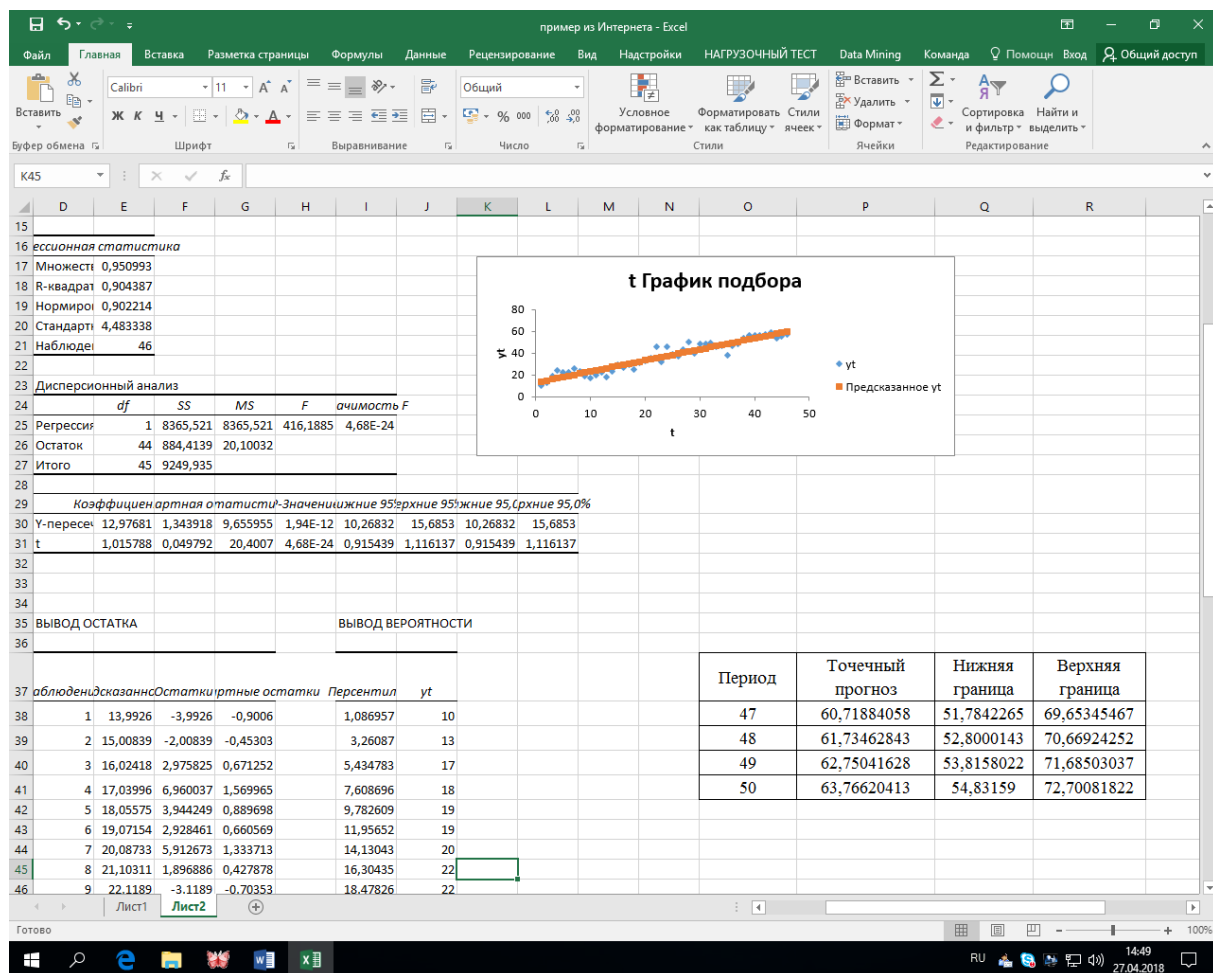 пример из Интернета - Excel
Файл Главная Вставка Разметка страницы Формулы Данные Рецензирование Вид Надстройки НАГРУЗОЧНЫЙ ТЕСТ Data Mining Команда Помощн Вход Общий доступ
Вставить
Calibri 11
Ж К Ч
Общий
% 000
Условное форматирование
Форматировать как таблицу
Стили ячеек
Вставить
Удалить
Формат
Сортировка и фильтр
Найти и выделить
Буфер обмена Шрифт Выравнивание Число Стили Ячейки Редактирование
K45 fx
D E F G H I J K L M N O P Q R
15
16 ессионная статистика
17 Множест 0,950993
18 R-квадрат 0,904387
19 Нормиро 0,902214
20 Стандарт 4,483338
21 Наблюде 46
22
23 Дисперсионный анализ
24 df SS MS F ачимость F
25 Регрессия 1 8365,521 8365,521 416,1885 4,68E-24
26 Остаток 44 884,4139 20,10032
27 Итого 45 9249,935
28
29 Коэффициен артная о татисти Р-Значени ижние 95 ерхние 95 жние 95,0 рхние 95,0%
30 Y-пересеч 12,97681 1,343918 9,655955 1,94E-12 10,26832 15,6853 10,26832 15,6853
31 t 1,015788 0,049792 20,4007 4,68E-24 0,915439 1,116137 0,915439 1,116137
32
33
34
35 ВЫВОД ОСТАТКА ВЫВОД ВЕРОЯТНОСТИ
36
37 аблюдени дсказанно Остатки ртные остатки Персентил yt
38 1 13,9926 -3,9926 -0,9006 1,086957 10
39 2 15,00839 -2,00839 -0,45303 3,26087 13
40 3 16,02418 2,975825 0,671252 5,434783 17
41 4 17,03996 6,960037 1,569965 7,608696 18
42 5 18,05575 3,944249 0,889698 9,782609 19
43 6 19,07154 2,928461 0,660569 11,95652 19
44 7 20,08733 5,912673 1,333713 14,13043 20
45 8 21,10311 1,896886 0,427878 16,30435 22
46 9 22,1189 -3,1189 -0,70353 18,47826 22
t График подбора
80
60
40
20
0
yt
0 10 20 30 40 50
t
yt
Предсказанное yt
Период Точечный прогноз Нижняя граница Верхняя граница
47 60,71884058 51,7842265 69,65345467
48 61,73462843 52,8000143 70,66924252
49 62,75041628 53,8158022 71,68503037
50 63,76620413 54,83159 72,70081822
Лист1 Лист2
Готово 100%
RU 14:49
27.04.2018